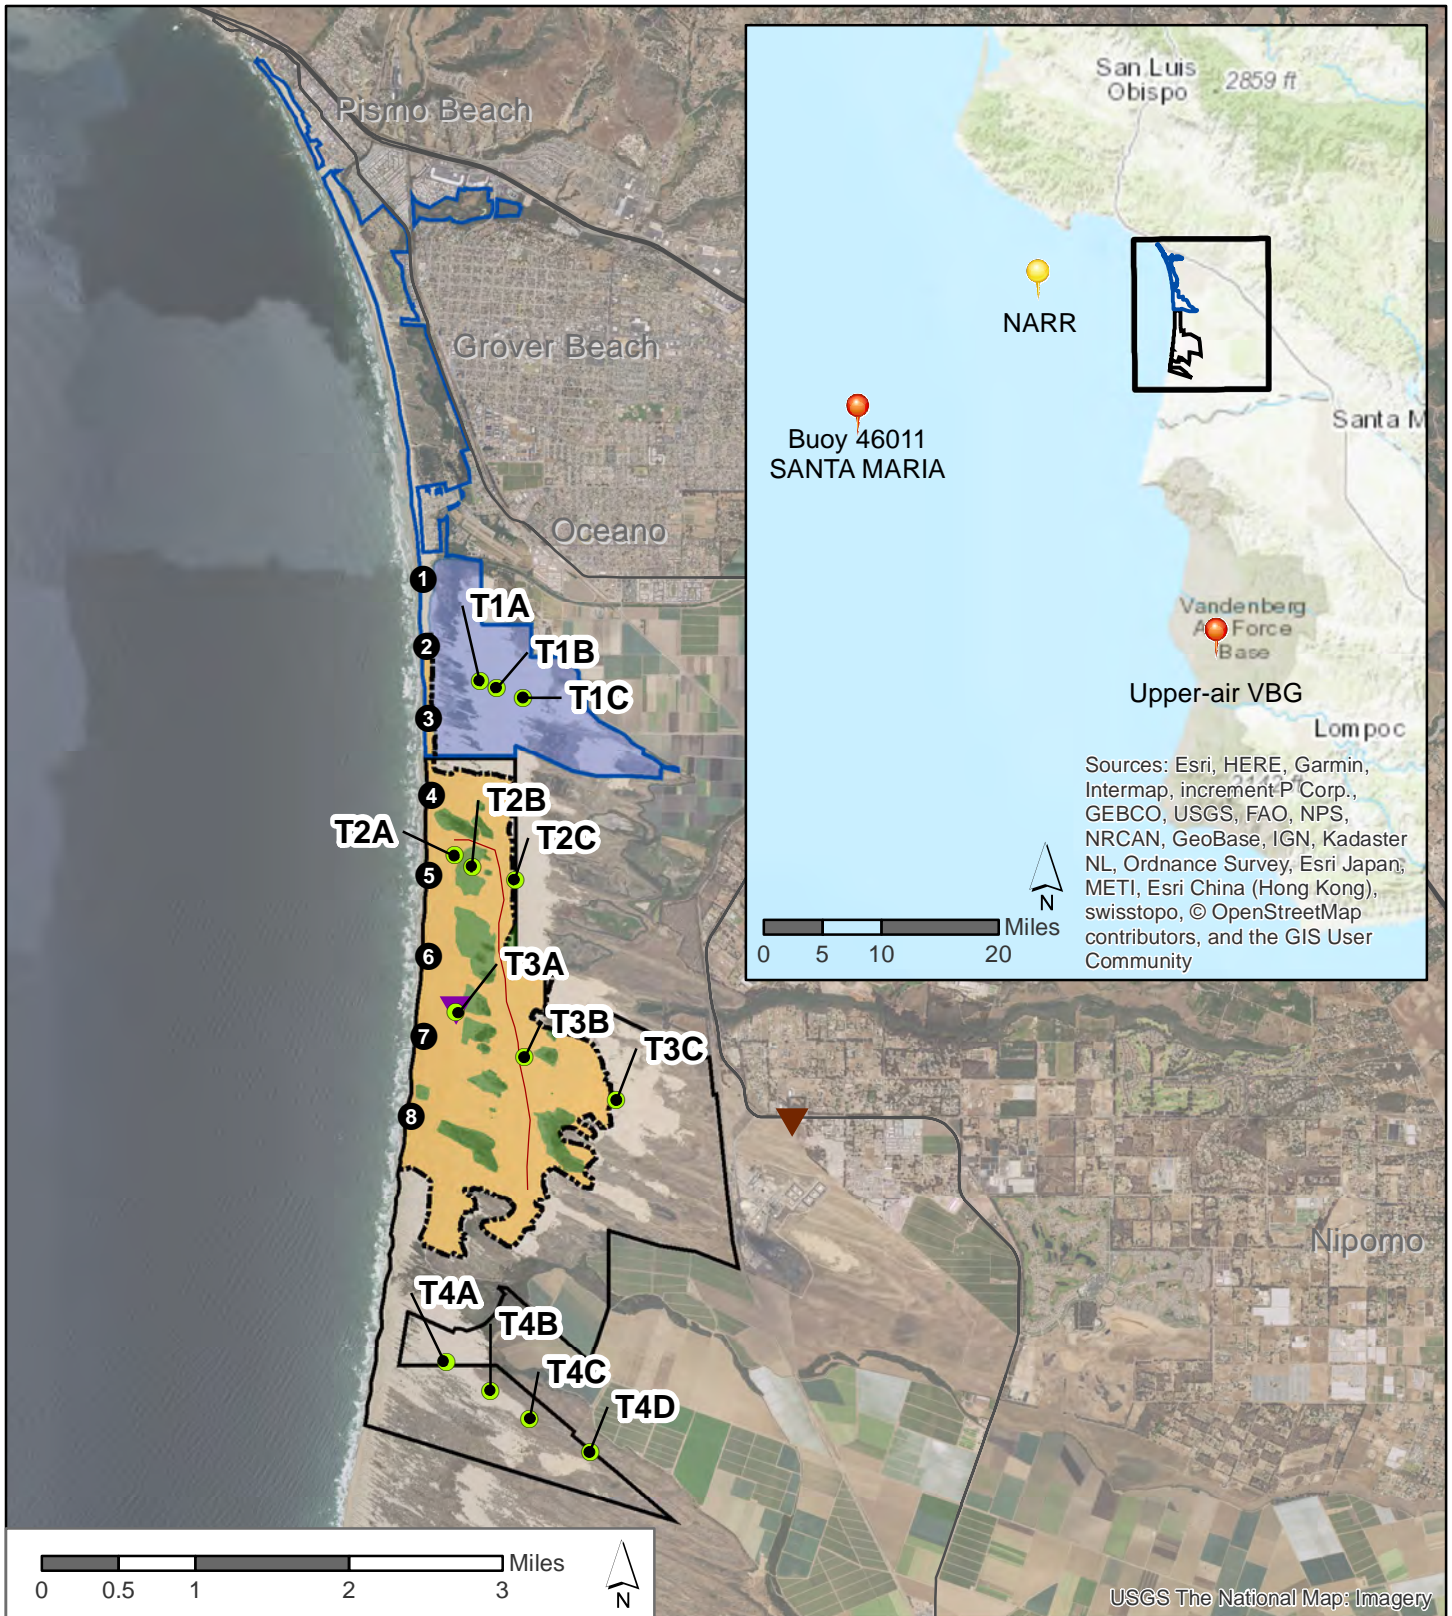 Pismo Beach
Grover Beach
Oceano
1
T1A
2
T1B
T1C
3
4
T2B
T2A
T2C
5
6
T3A
T3B
7
T3C
8
Nipomo
T4A
T4B
T4C
T4D
Miles
0 0.5 1 2 3
N
USGS The National Map: Imagery
San Luis
Obispo
2859 ft
NARR
Santa M
Buoy 46011
SANTA MARIA
Vandenberg
Force
Base
Upper-air VBG
Lompoc
2142 ft
Sources: Esri, HERE, Garmin,
Intermap, increment P Corp.,
GEBCO, USGS, FAO, NPS,
NRCAN, GeoBase, IGN, Kadaster
NL, Ordnance Survey, Esri Japan,
METI, Esri China (Hong Kong),
swisstopo, © OpenStreetMap
contributors, and the GIS User
Community
N
Miles
0 5 10 20